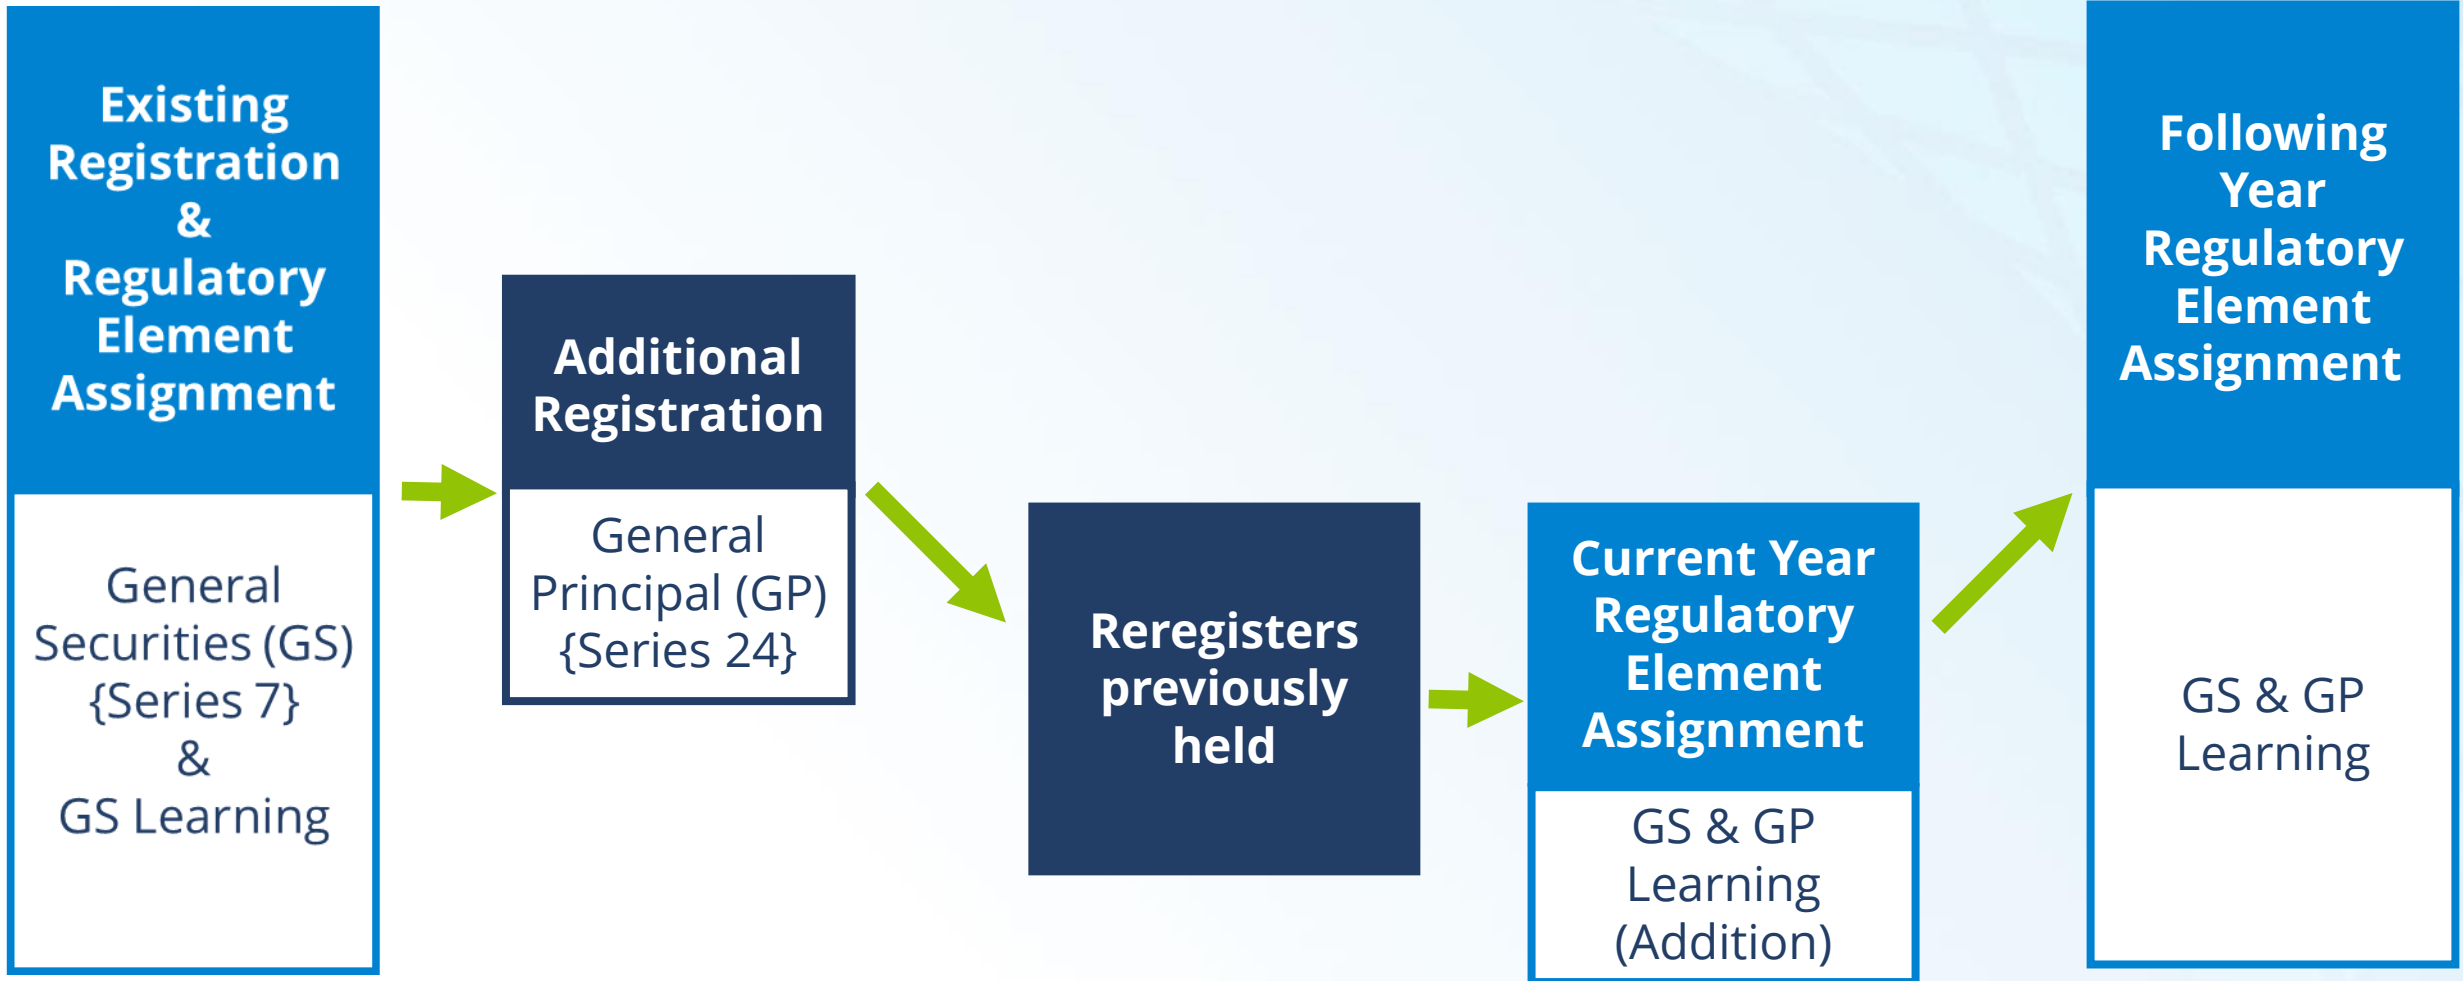 Existing
Registration
&
Regulatory
Element
Assignment
General
Securities (GS)
{Series 7}
&
GS Learning
Additional
Registration
General
Principal (GP)
{Series 24}
Reregisters
previously
held
Current Year
Regulatory
Element
Assignment
GS & GP
Learning
(Addition)
Following
Year
Regulatory
Element
Assignment
GS & GP
Learning